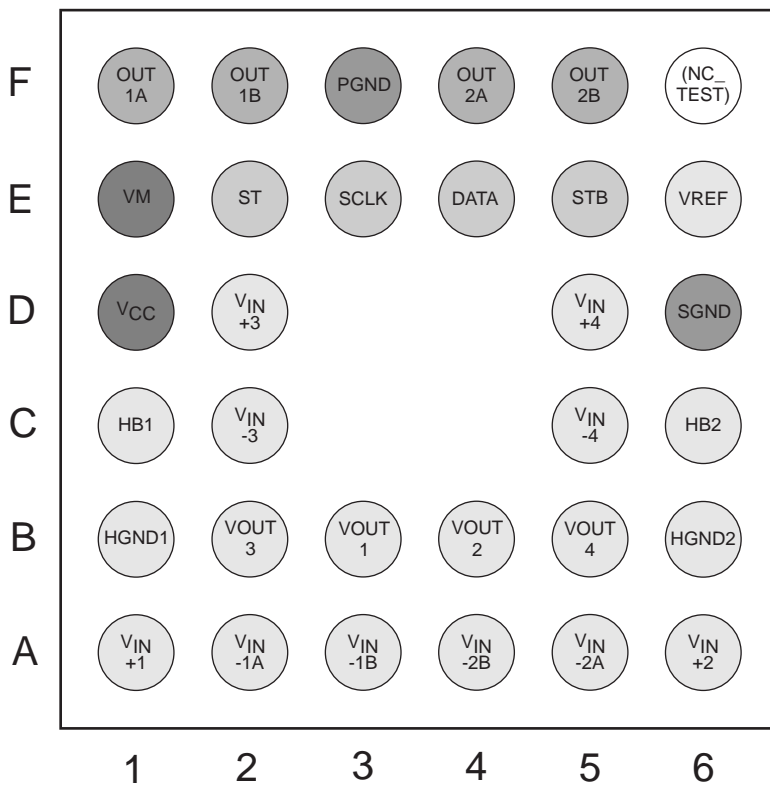 F
OUT
1A
OUT
1B
PGND
OUT
2A
OUT
2B
(NC_
TEST)
E
VM
ST
SCLK
DATA
STB
VREF
D
VCC
VIN
+3
VIN
+4
SGND
C
HB1
VIN
-3
VIN
-4
HB2
B
HGND1
VOUT
3
VOUT
1
VOUT
2
VOUT
4
HGND2
A
VIN
+1
VIN
-1A
VIN
-1B
VIN
-2B
VIN
-2A
VIN
+2
1 2 3 4 5 6